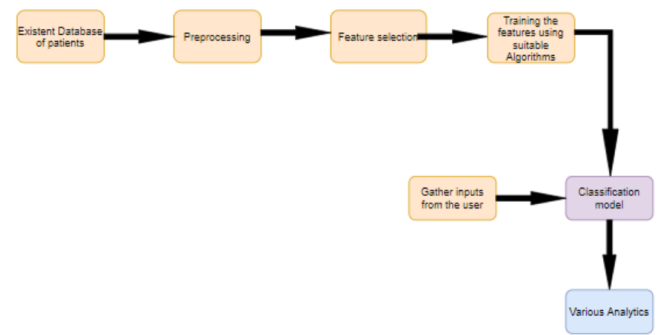 Existent Database
of patients
Preprocessing
Feature selection
Training the
features using
suitable
Algorithms
Gather inputs
from the user
Classification
model
Various Analytics